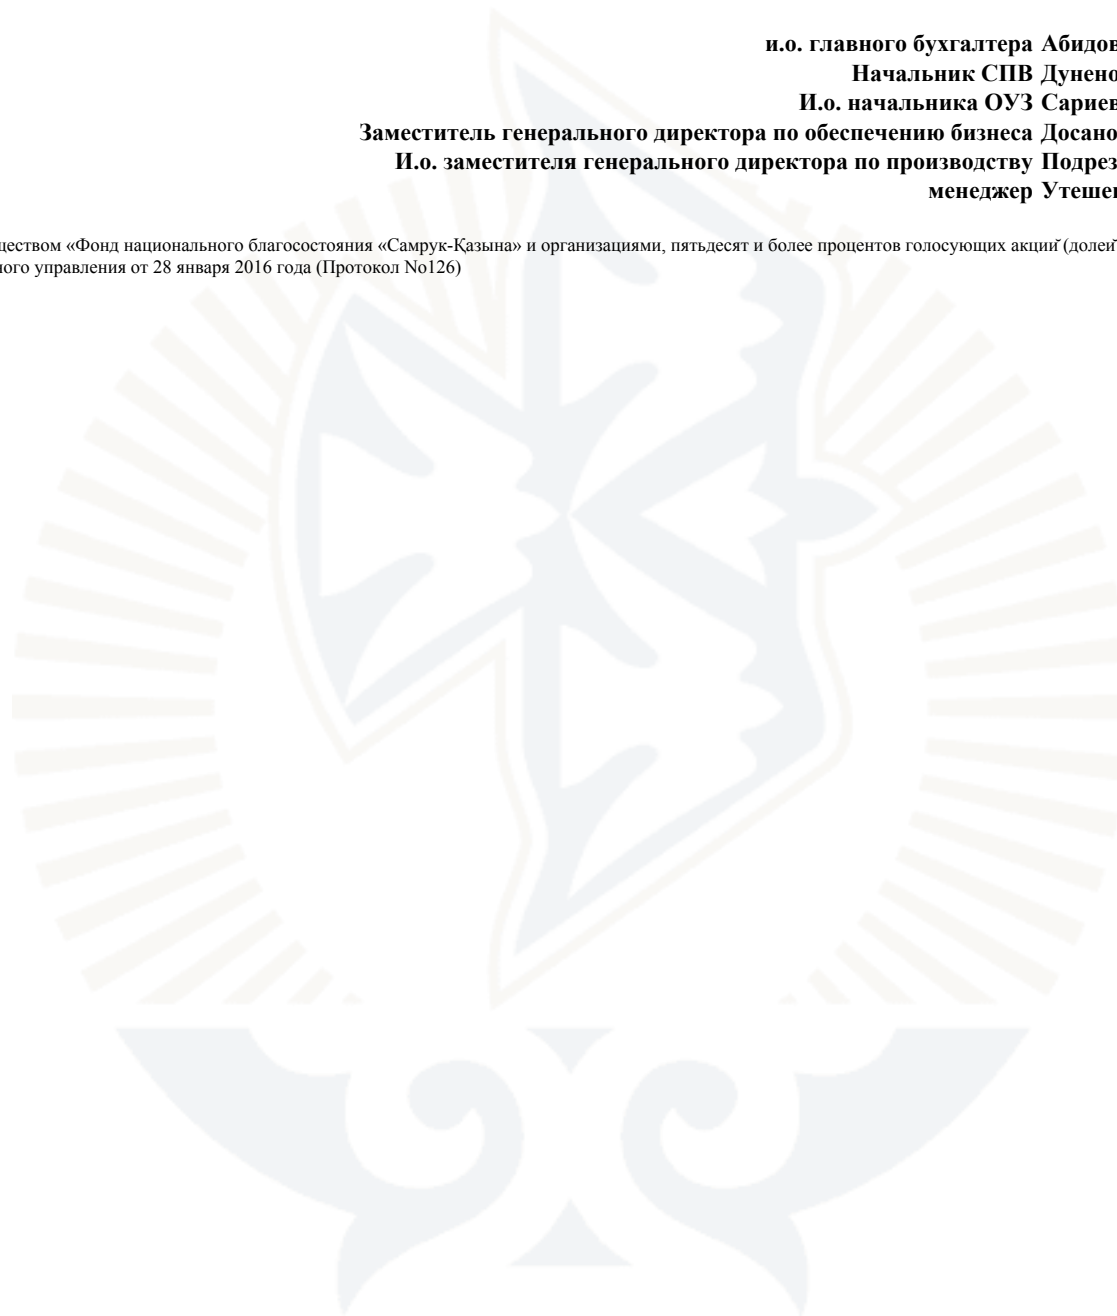 и.о. главного бухгалтера Абидов
Начальник СПВ Дунено
И.о. начальника ОУЗ Сариев
Заместитель генерального директора по обеспечению бизнеса Досано
И.о. заместителя генерального директора по производству Подрез
менеджер Утешен
ществом «Фонд национального благосостояния «Самрук-Қазына» и организациями, пятьдесят и более процентов голосующих акций (долей
ного управления от 28 января 2016 года (Протокол No126)